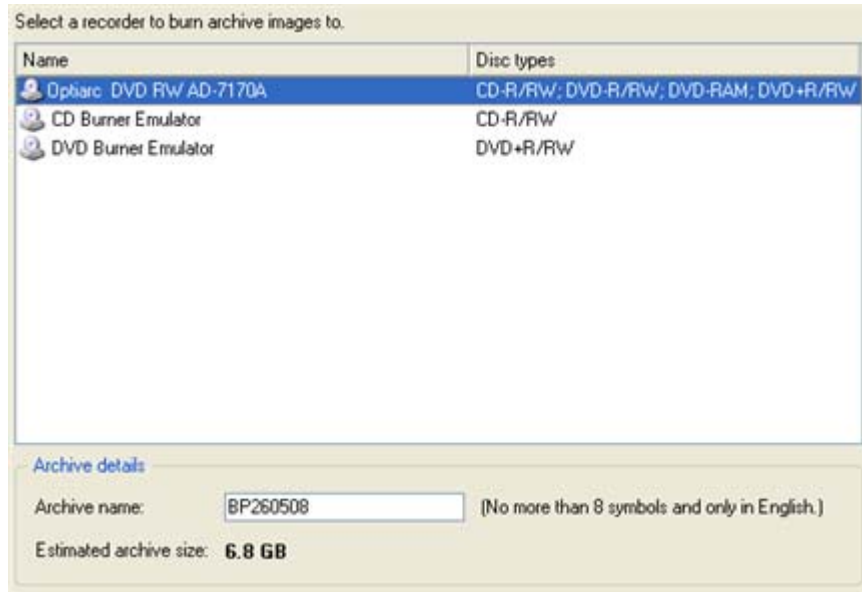 Select a recorder to burn archive images to.
Name Disc types
Optiarc DVD RW AD-7170A CD-R/RW; DVD-R/RW; DVD-RAM; DVD+R/RW
CD Burner Emulator CD-R/RW
DVD Burner Emulator DVD+R/RW
Archive details
Archive name: BP260508 (No more than 8 symbols and only in English.)
Estimated archive size: 6.8 GB